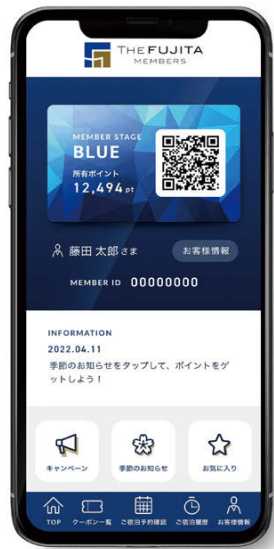 THE FUJITA
MEMBERS
MEMBER STAGE
BLUE
所有ポイント
12,494 pt
藤田 太郎さま
お客様情報
MEMBER ID 00000000
INFORMATION
2022.04.11
季節のお知らせをタップして、ポイントをゲ
ットしよう！
キャンペーン
季節のお知らせ
お気に入り
TOP
クーポン一覧
ご宿泊予約確認
ご宿泊履歴
お客様情報